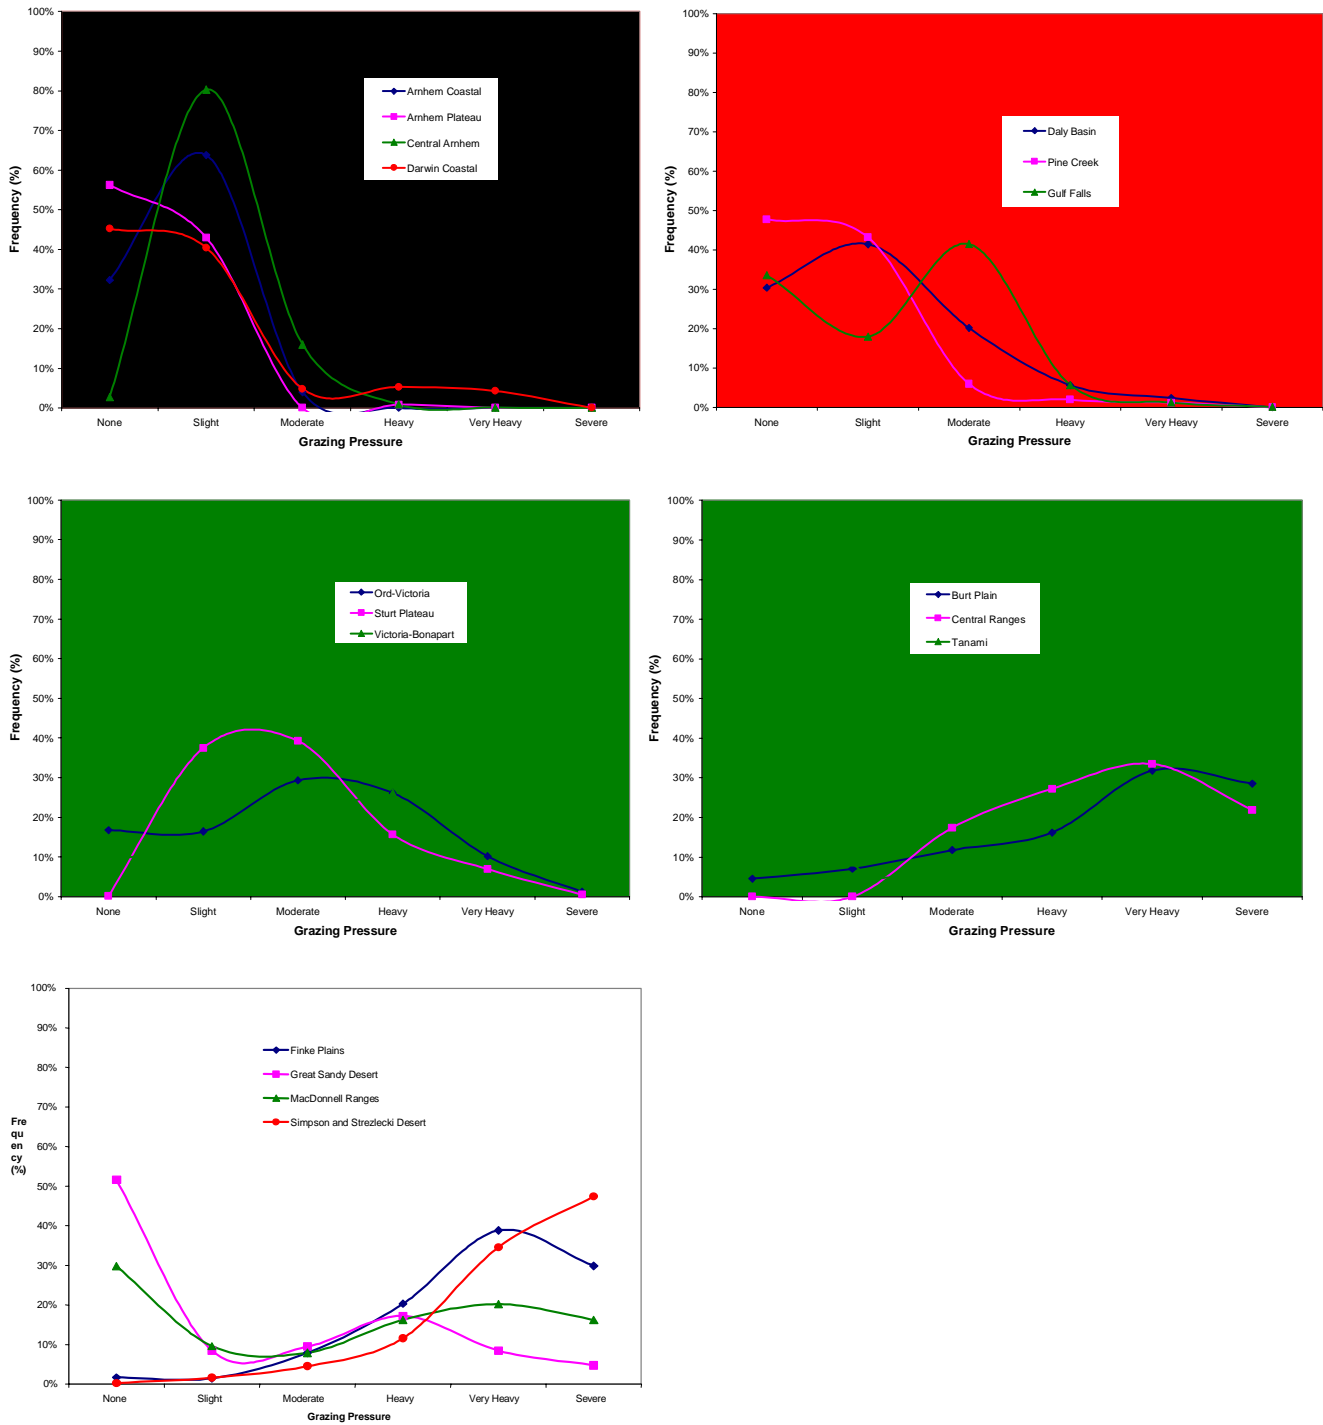 100%
90%
80%
70%
60%
50%
40%
30%
20%
10%
0%
Frequency (%)
Arnhem Coastal
Arnhem Plateau
Central Arnhem
Darwin Coastal
None Slight Moderate Heavy Very Heavy Severe
Grazing Pressure
100%
90%
80%
70%
60%
50%
40%
30%
20%
10%
0%
Frequency (%)
Daly Basin
Pine Creek
Gulf Falls
None Slight Moderate Heavy Very Heavy Severe
Grazing Pressure
100%
90%
80%
70%
60%
50%
40%
30%
20%
10%
0%
Frequency (%)
Ord-Victoria
Sturt Plateau
Victoria-Bonapart
None Slight Moderate Heavy Very Heavy Severe
Grazing Pressure
100%
90%
80%
70%
60%
50%
40%
30%
20%
10%
0%
Frequency (%)
Burt Plain
Central Ranges
Tanami
None Slight Moderate Heavy Very Heavy Severe
Grazing Pressure
100%
90%
80%
70%
60%
50%
40%
30%
20%
10%
0%
Fre
qu
en
cy
(%)
Finke Plains
Great Sandy Desert
MacDonnell Ranges
Simpson and Strezlecki Desert
None Slight Moderate Heavy Very Heavy Severe
Grazing Pressure